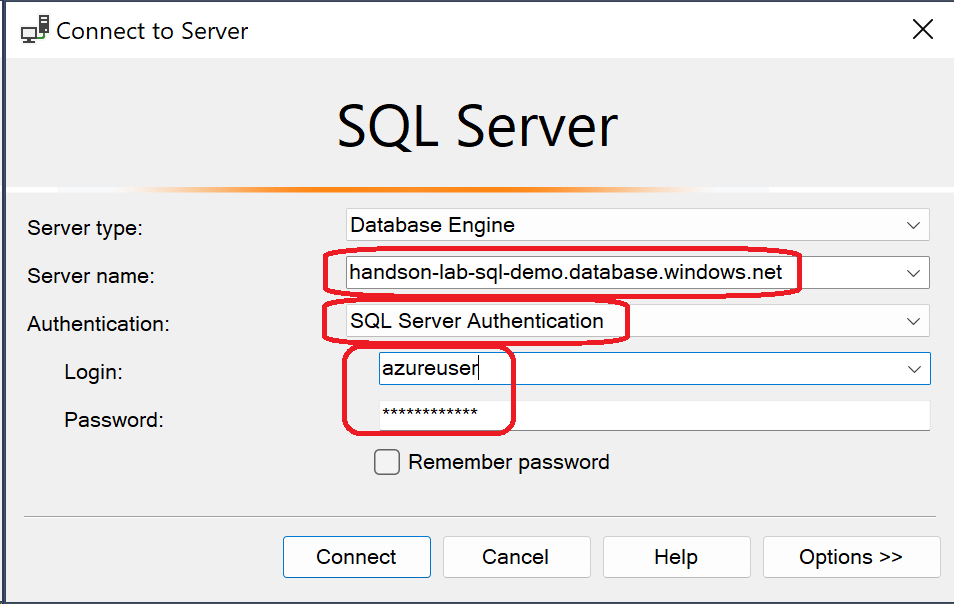 Connect to Server
SQL Server
Server type: Database Engine
Server name: handson-lab-sql-demo.database.windows.net
Authentication: SQL Server Authentication
Login: azureuser
Password: ************
Remember password
Connect Cancel Help Options >>